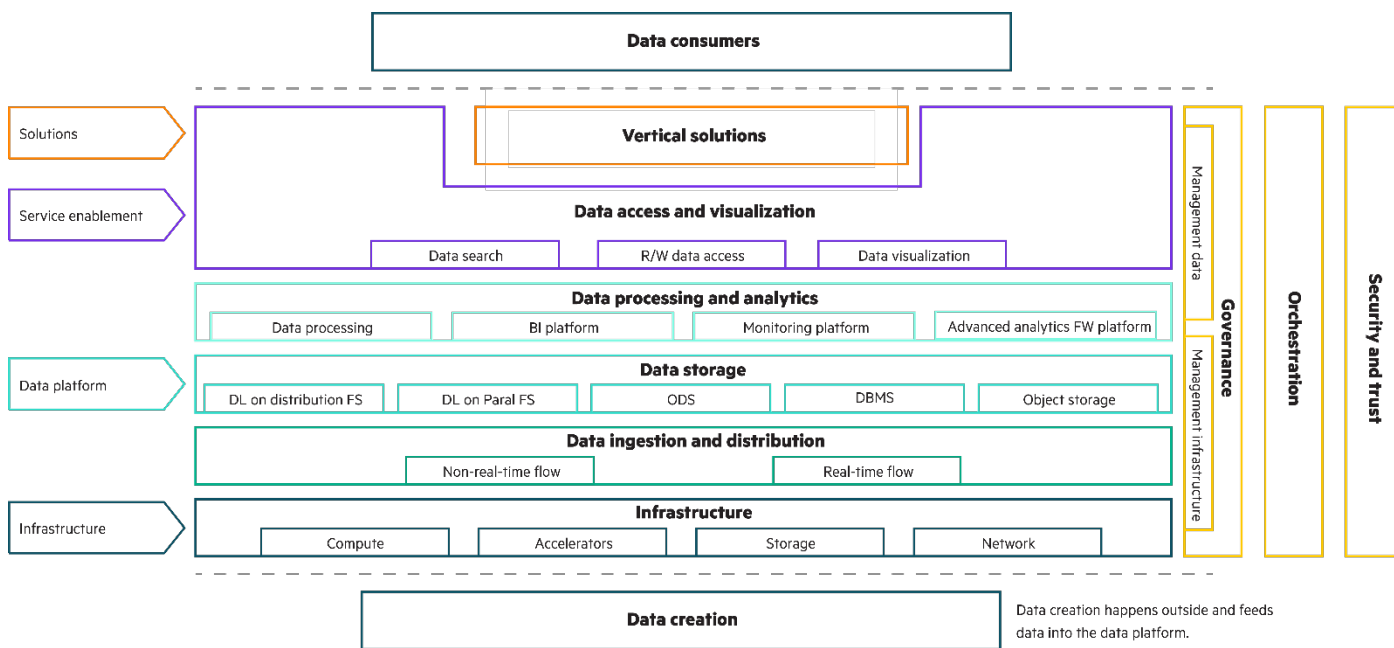 Data consumers
Solutions
Vertical solutions
Service enablement
Data access and visualization
Data search
R/W data access
Data visualization
Data processing and analytics
Data processing
BI platform
Monitoring platform
Advanced analytics FW platform
Data platform
Data storage
DL on distribution FS
DL on Paral FS
ODS
DBMS
Object storage
Data ingestion and distribution
Non-real-time flow
Real-time flow
Infrastructure
Infrastructure
Compute
Accelerators
Storage
Network
Management data
Management infrastructure
Governance
Orchestration
Security and trust
Data creation
Data creation happens outside and feeds
data into the data platform.